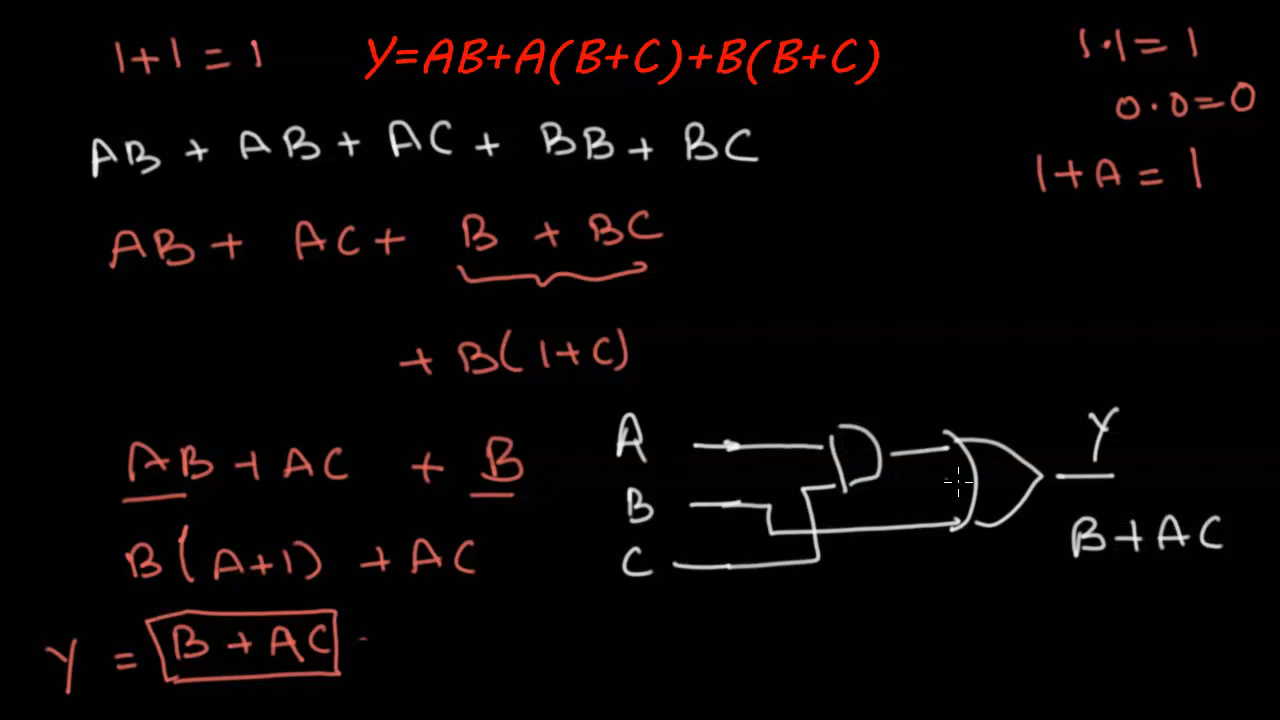 1+1=1
Y=AB+A(B+C)+B(B+C)
1·1=1
0·0=0
1+A=1
AB + AB + AC + BB + BC
AB + AC + B + BC
+ B(1+C)
AB + AC + B
B(A+1) + AC
Y = B + AC
A
B
C
Y
B+AC